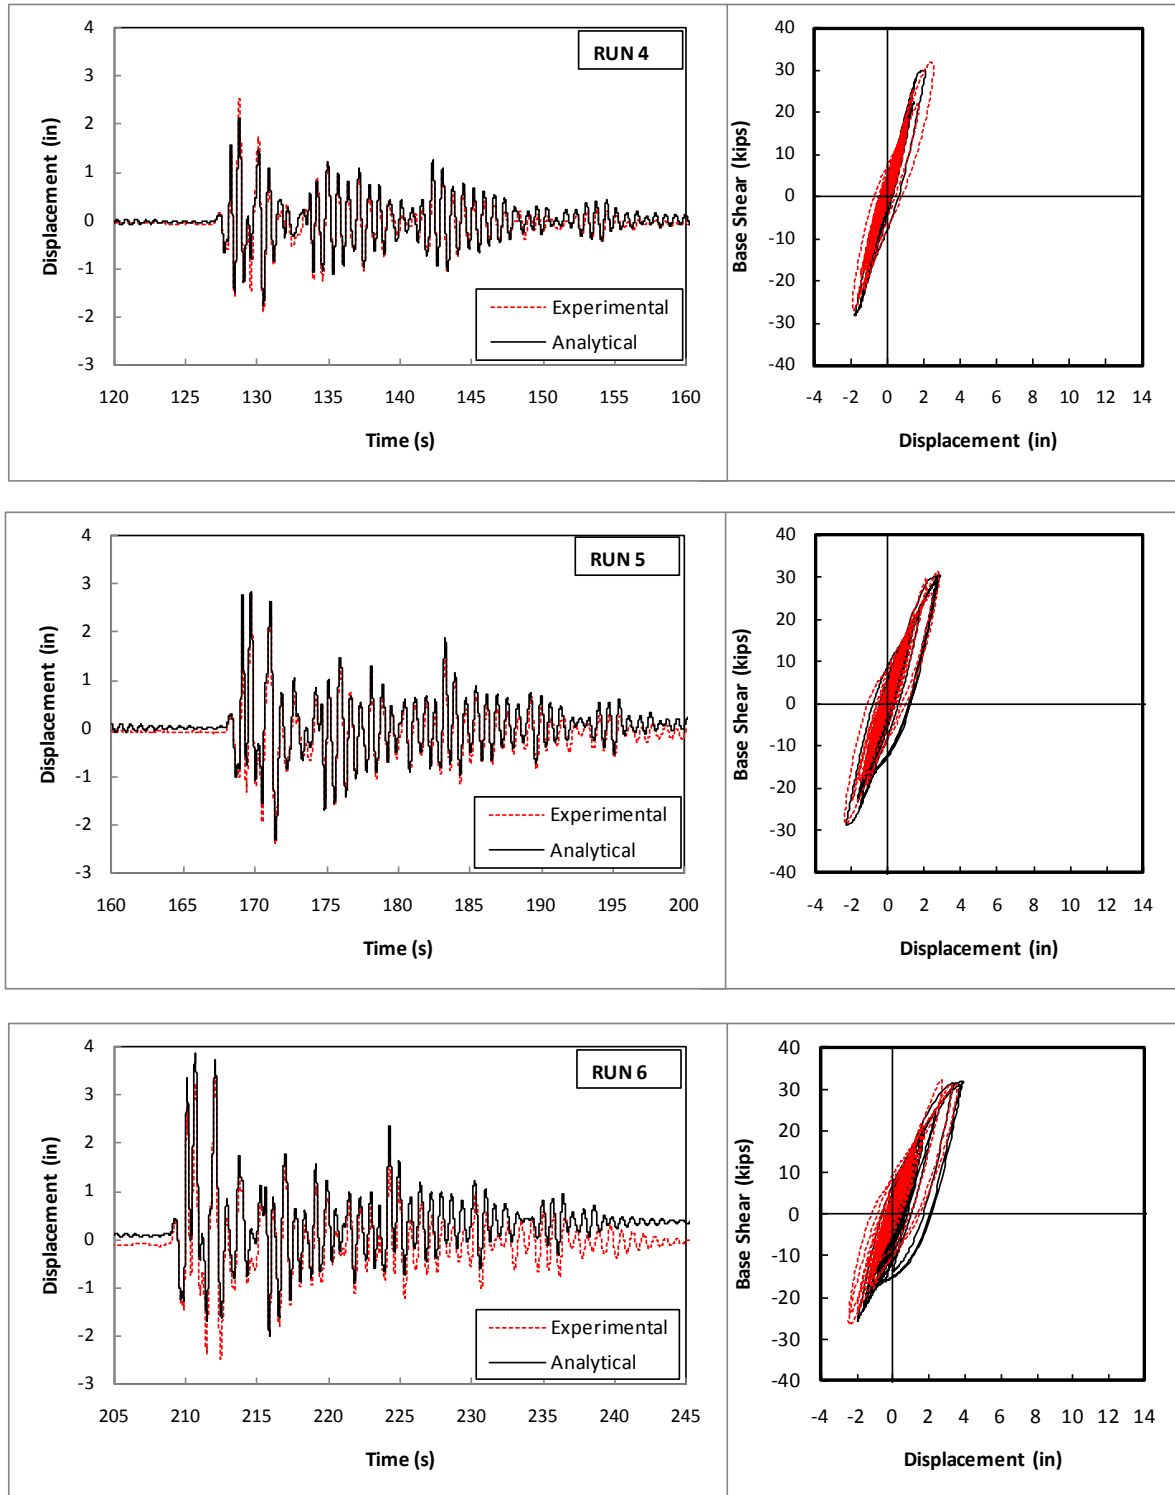 RUN 4
4
3
2
1
0
-1
-2
-3
Displacement (in)
Experimental
Analytical
120 125 130 135 140 145 150 155 160
Time (s)
40
30
20
10
0
-10
-20
-30
-40
Base Shear (kips)
-4 -2 0 2 4 6 8 10 12 14
Displacement (in)
RUN 5
4
3
2
1
0
-1
-2
-3
Displacement (in)
Experimental
Analytical
160 165 170 175 180 185 190 195 200
Time (s)
40
30
20
10
0
-10
-20
-30
-40
Base Shear (kips)
-4 -2 0 2 4 6 8 10 12 14
Displacement (in)
RUN 6
4
3
2
1
0
-1
-2
-3
Displacement (in)
Experimental
Analytical
205 210 215 220 225 230 235 240 245
Time (s)
40
30
20
10
0
-10
-20
-30
-40
Base Shear (kips)
-4 -2 0 2 4 6 8 10 12 14
Displacement (in)